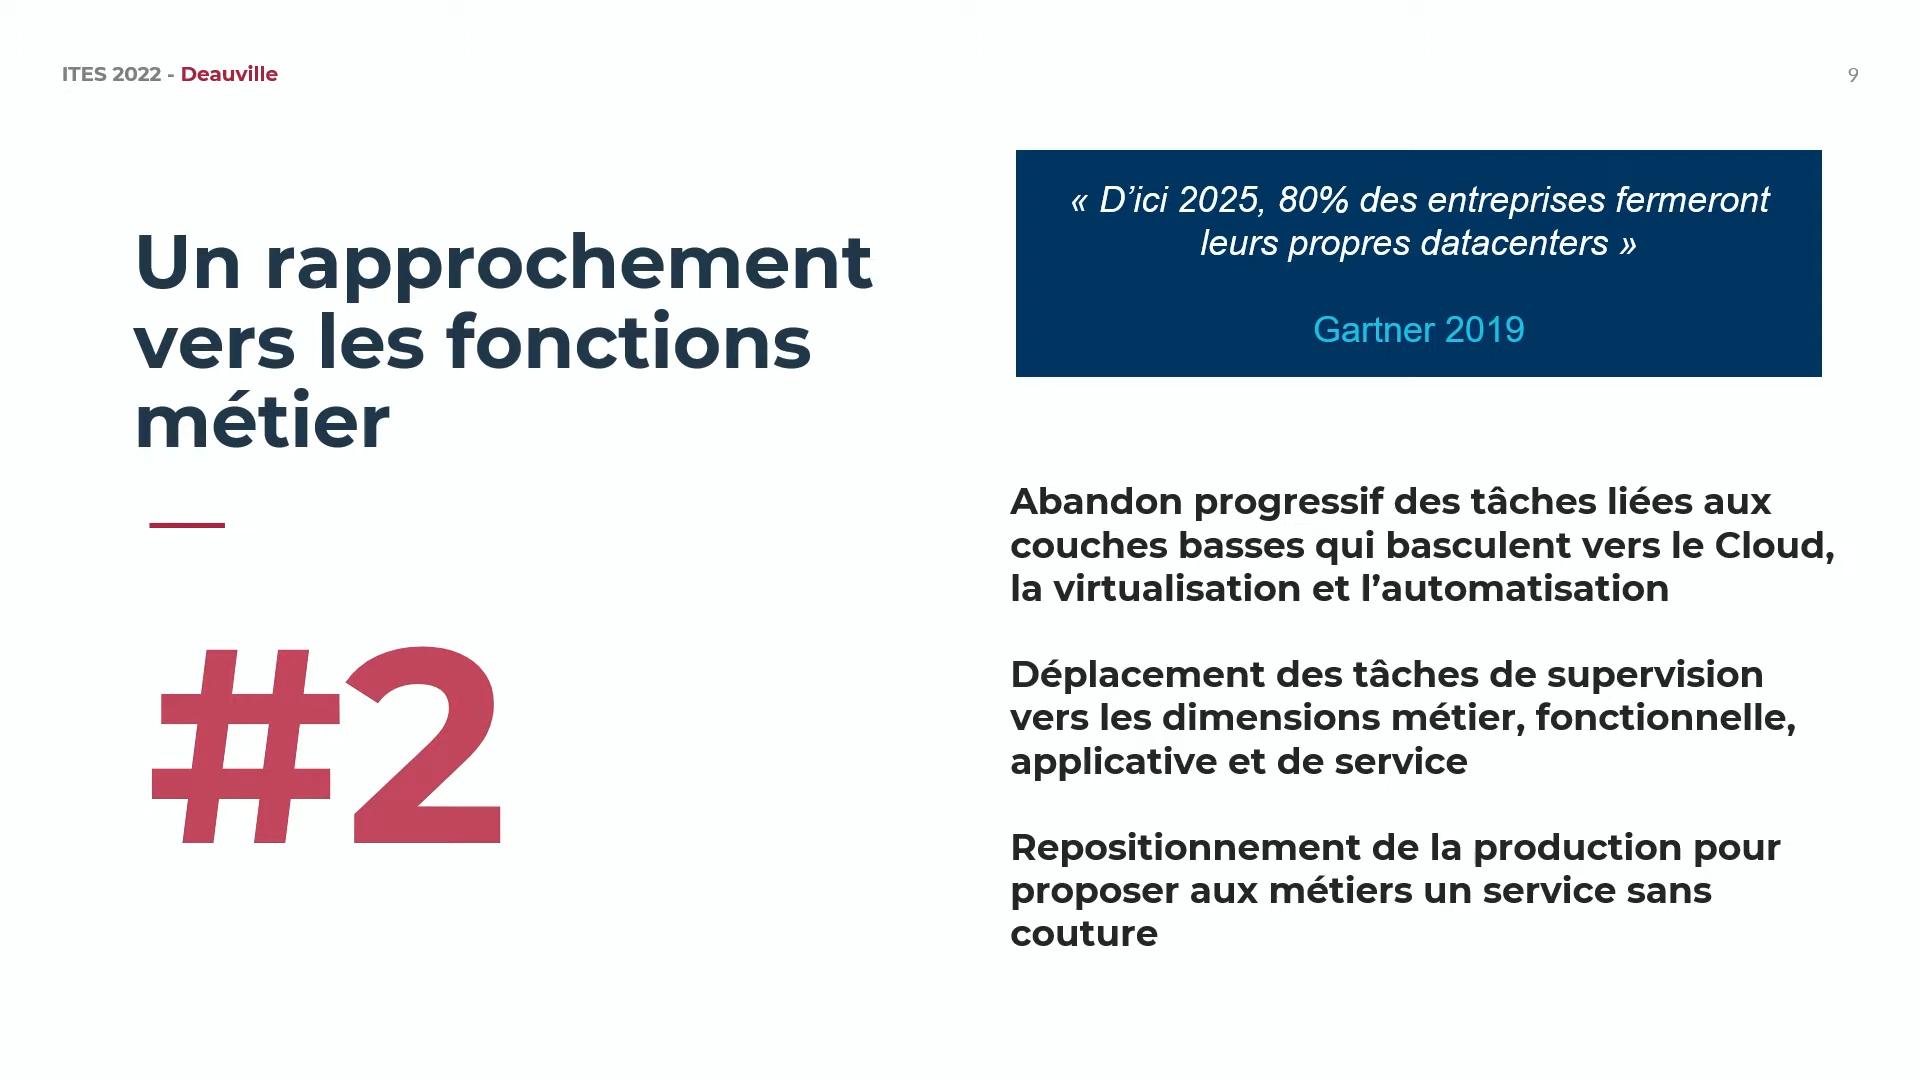 ITES 2022 - Deauville
9
Un rapprochement
vers les fonctions
métier
#2
« D’ici 2025, 80% des entreprises fermeront
leurs propres datacenters »
Gartner 2019
Abandon progressif des tâches liées aux
couches basses qui basculent vers le Cloud,
la virtualisation et l’automatisation
Déplacement des tâches de supervision
vers les dimensions métier, fonctionnelle,
applicative et de service
Repositionnement de la production pour
proposer aux métiers un service sans
couture